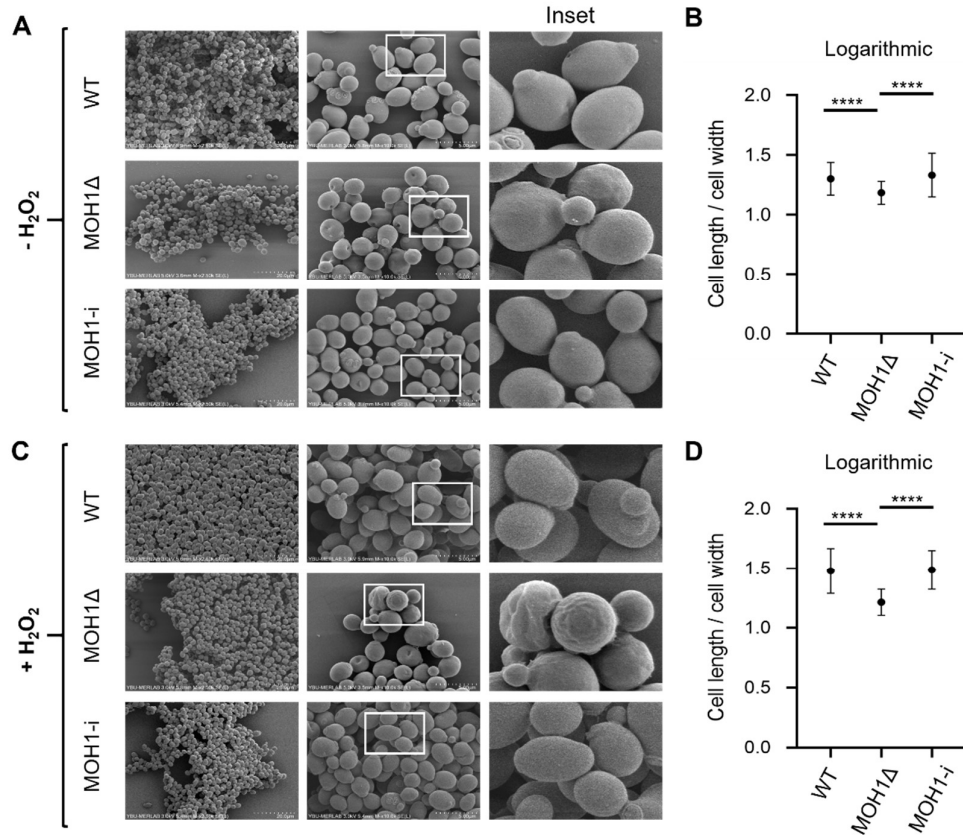 A
Inset
- H₂O₂
WT
MOH1Δ
MOH1-i
B
Logarithmic
Cell length / cell width
2.0
1.5
1.0
0.5
0.0
****
****
WT
MOH1Δ
MOH1-i
C
+ H₂O₂
WT
MOH1Δ
MOH1-i
D
Logarithmic
Cell length / cell width
2.0
1.5
1.0
0.5
0.0
****
****
WT
MOH1Δ
MOH1-i